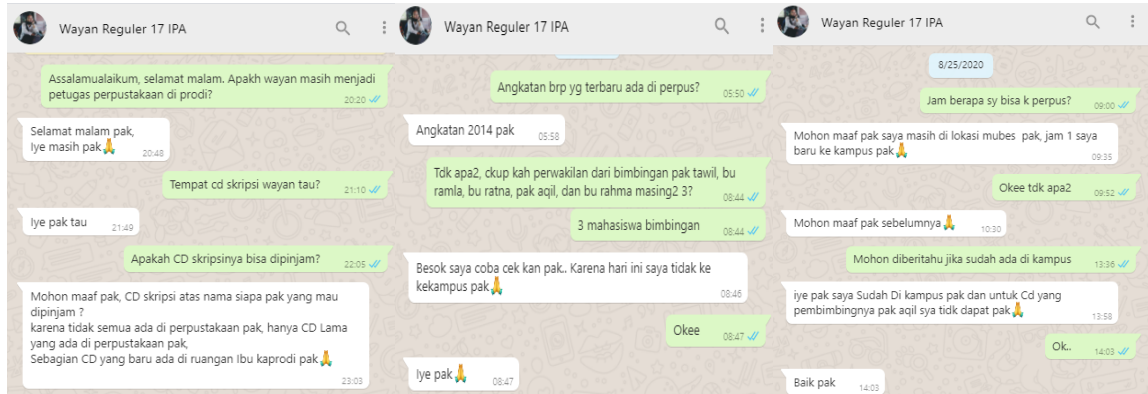 Wayan Reguler 17 IPA
Assalamualaikum, selamat malam. Apakh wayan masih menjadi
petugas perpustakaan di prodi?
20:20
Selamat malam pak,
Iye masih pak🙏
20:48
Tempat cd skripsi wayan tau?
21:10
Iye pak tau
21:49
Apakah CD skripsinya bisa dipinjam?
22:05
Mohon maaf pak, CD skripsi atas nama siapa pak yang mau
dipinjam ?
karena tidak semua ada di perpustakaan pak, hanya CD Lama
yang ada di perpustakaan pak,
Sebagian CD yang baru ada di ruangan Ibu kaprodi pak🙏
23:03
Wayan Reguler 17 IPA
Angkatan brp yg terbaru ada di perpus?
05:50
Angkatan 2014 pak
05:58
Tdk apa2, ckup kah perwakilan dari bimbingan pak tawil, bu
ramla, bu ratna, pak aqil, dan bu rahma masing2 3?
08:44
3 mahasiswa bimbingan
08:44
Besok saya coba cek kan pak.. Karena hari ini saya tidak ke
kekampus pak🙏
08:46
Okee
08:47
Iye pak🙏
08:47
Wayan Reguler 17 IPA
8/25/2020
Jam berapa sy bisa k perpus?
09:00
Mohon maaf pak saya masih di lokasi mubes  pak, jam 1 saya
baru ke kampus pak🙏
09:35
Okee tdk apa2
09:52
Mohon maaf pak sebelumnya🙏
10:30
Mohon diberitahu jika sudah ada di kampus
13:36
iye pak saya Sudah Di kampus pak dan untuk Cd yang
pembimbingnya pak aqil sya tidk dapat pak🙏
13:58
Ok..
14:03
Baik pak
14:03